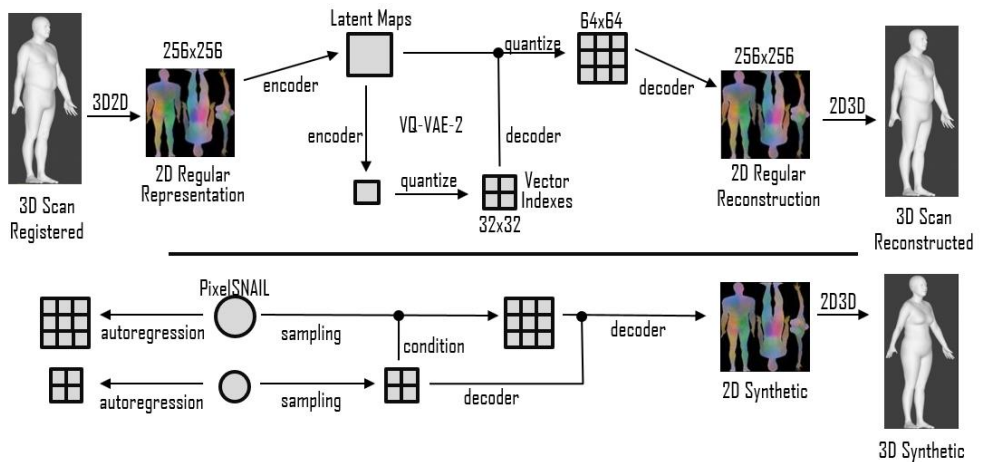 Latent Maps
64x64
256x256
3D2D
encoder
quantize
decoder
256x256
2D3D
encoder
VQ-VAE-2
decoder
2D Regular
Representation
quantize
Vector
Indexes
32x32
2D Regular
Reconstruction
3D Scan
Registered
3D Scan
Reconstructed
PixelSNAIL
autoregression
sampling
condition
decoder
2D3D
autoregression
sampling
decoder
2D Synthetic
3D Synthetic